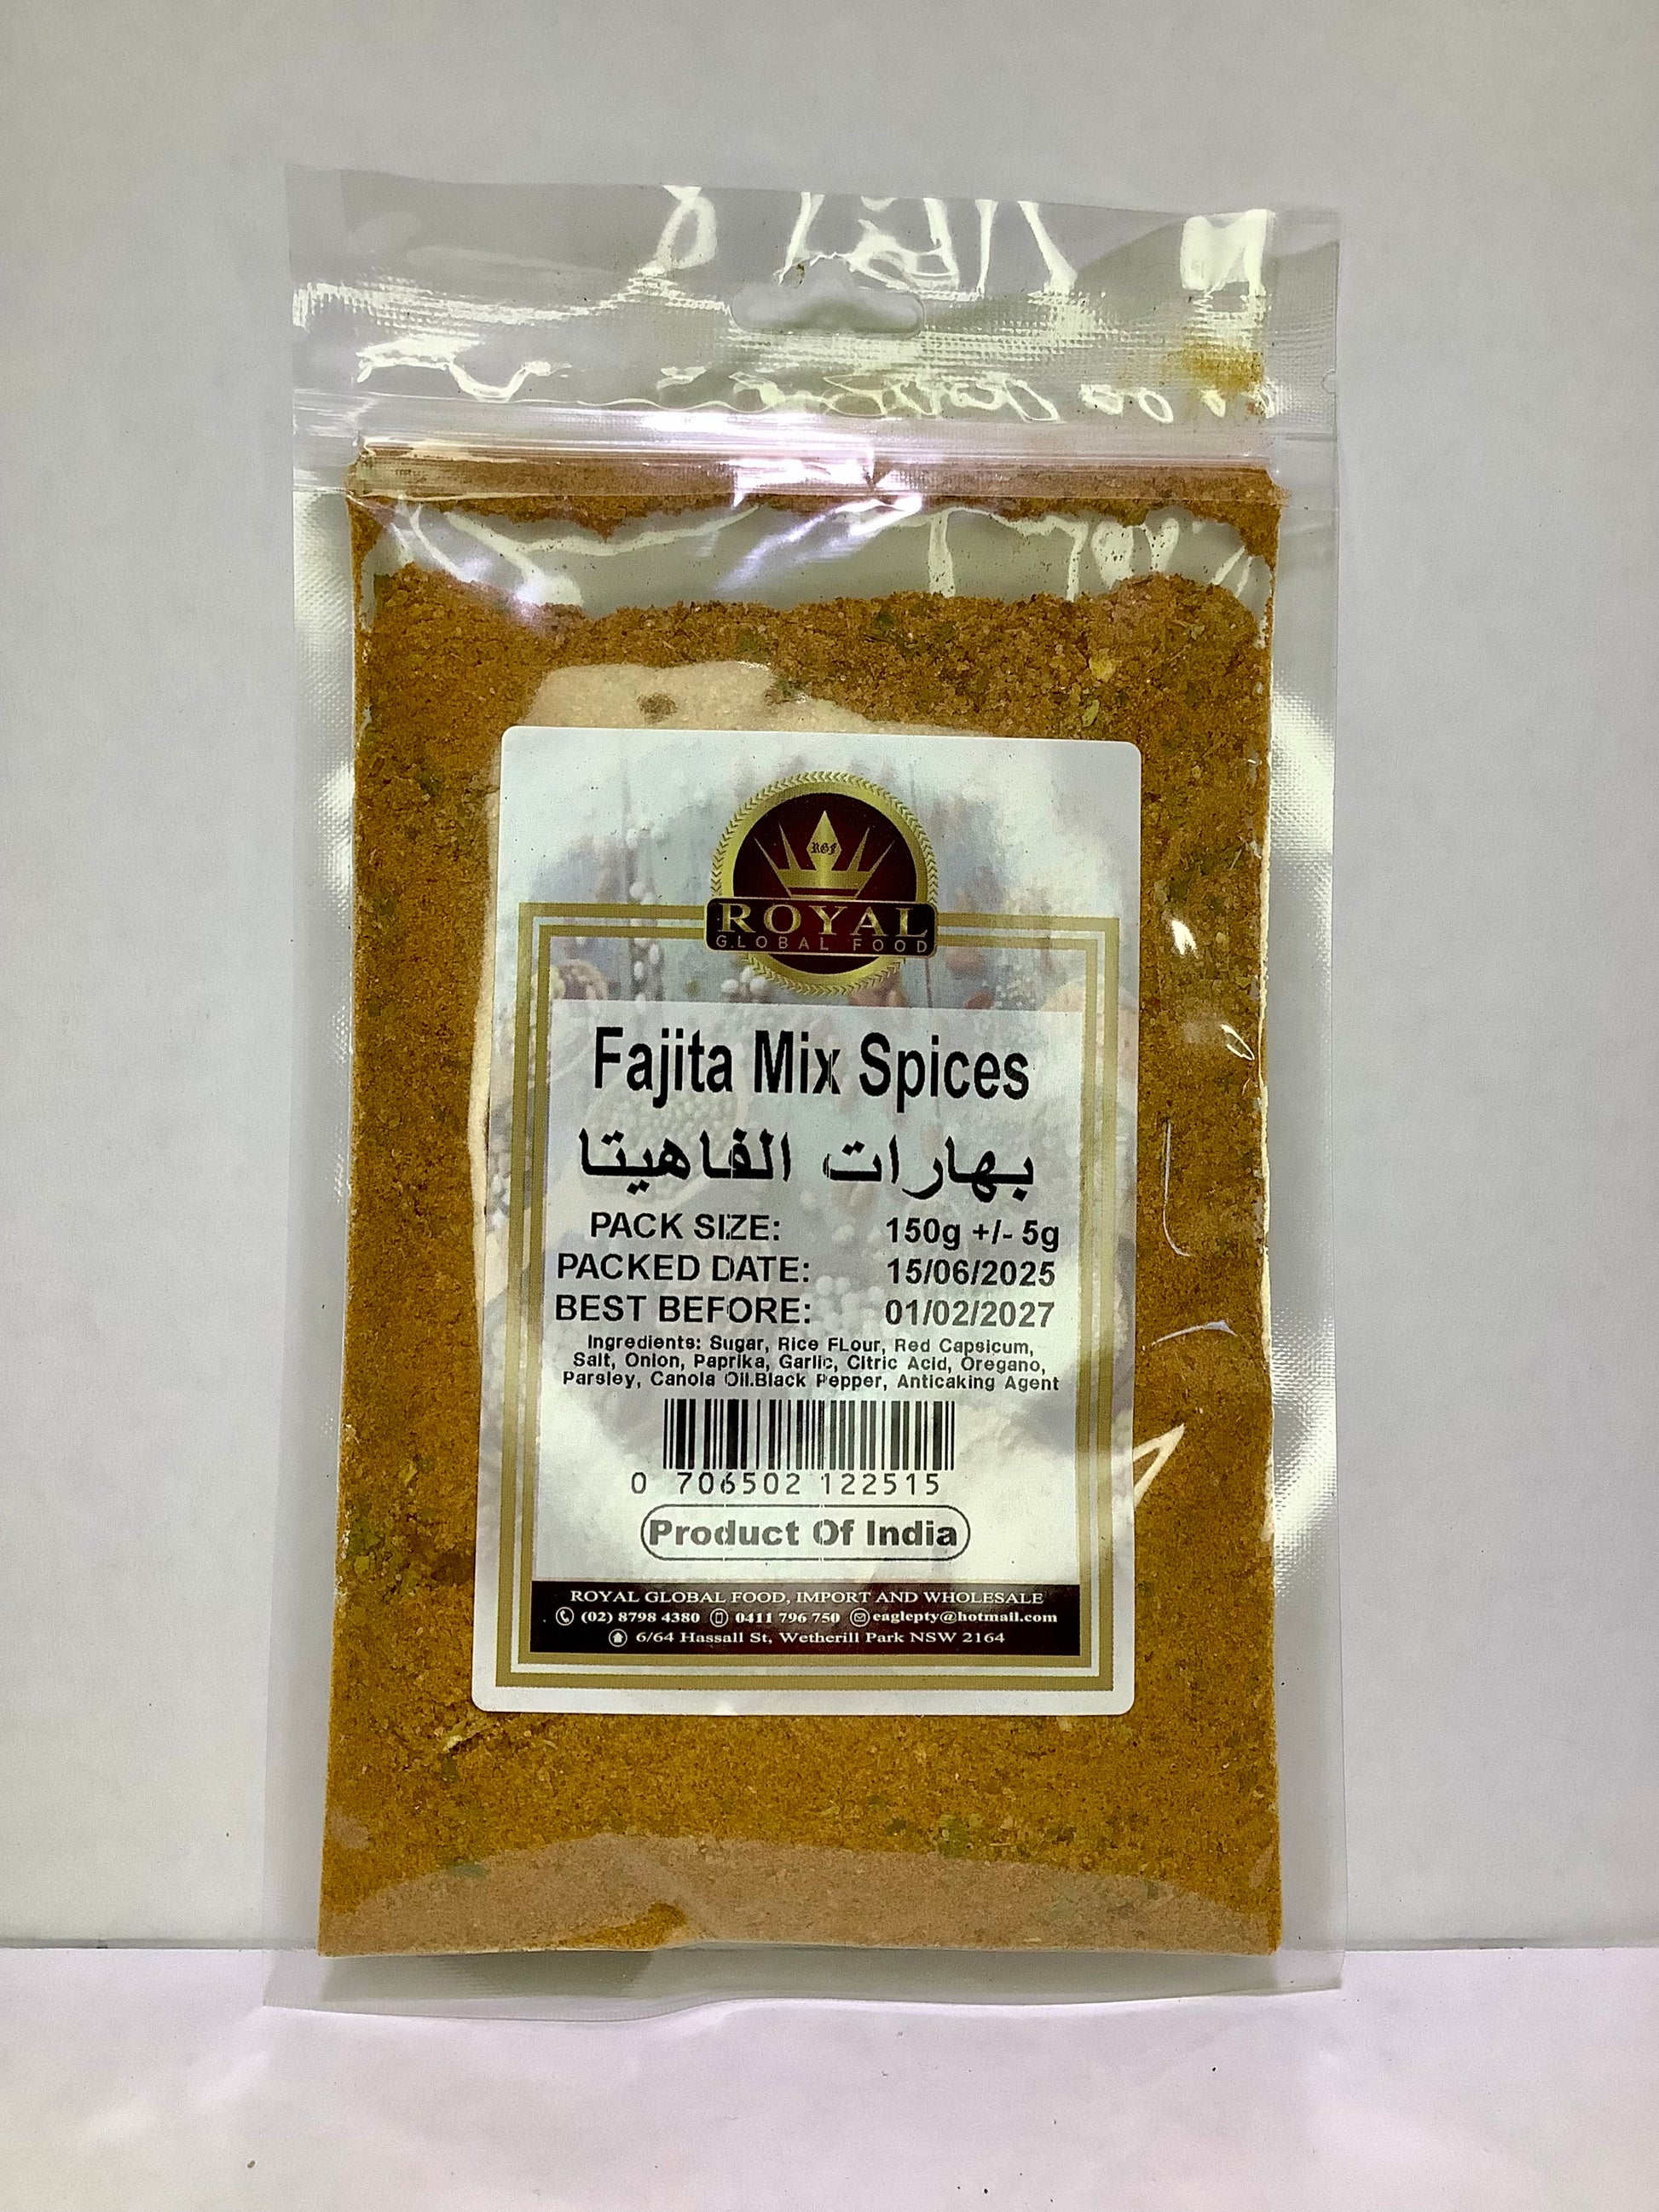 RGF
ROYAL
GLOBAL FOOD
Fajita Mix Spices
بهارات الفاهيتا
PACK SIZE: 150g +/- 5g
PACKED DATE: 15/06/2025
BEST BEFORE: 01/02/2027
Ingredients: Sugar, Rice FLour, Red Capsicum,
Salt, Onion, Paprika, Garlic, Citric Acid, Oregano,
Parsley, Canola Oil.Black Pepper, Anticaking Agent
0 706502 122515
Product Of India
ROYAL GLOBAL FOOD, IMPORT AND WHOLESALE
(02) 8798 4380 0411 796 750 eaglepty@hotmail.com
6/64 Hassall St, Wetherill Park NSW 2164